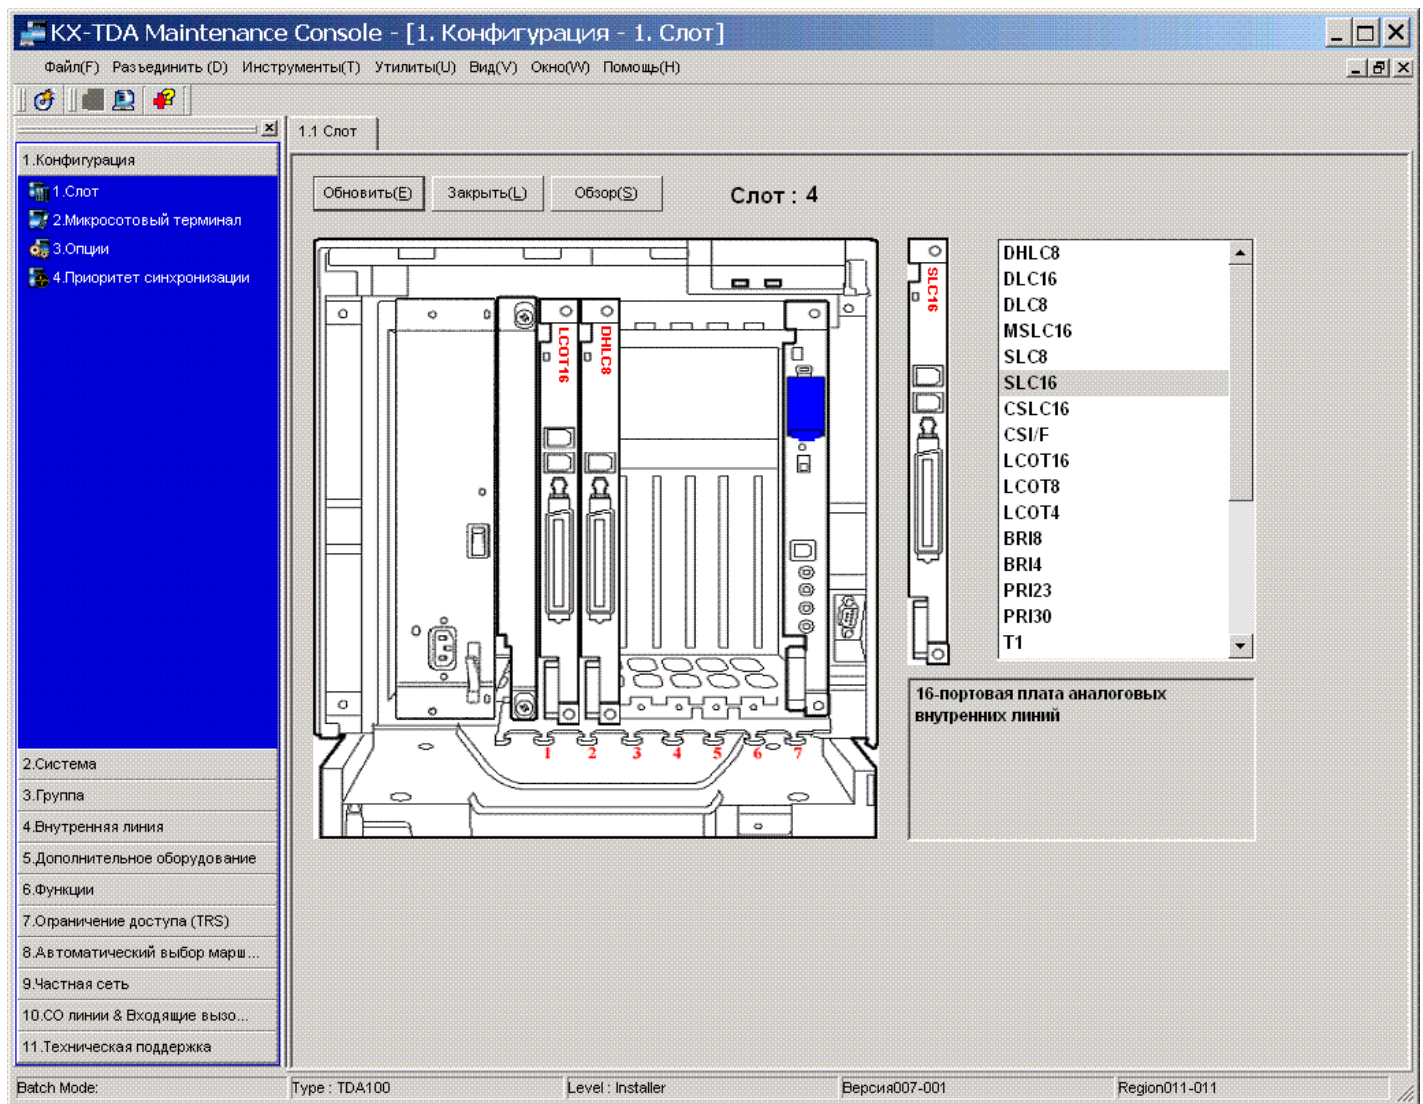 KX-TDA Maintenance Console - [1. Конфигурация - 1. Слот]
Файл(F) Разъединить (D) Инструменты(T) Утилиты(U) Вид(V) Окно(W) Помощь(H)
1.1 Слот
1.Конфигурация
1.Слот
2.Микросотовый терминал
3.Опции
4.Приоритет синхронизации
2.Система
3.Группа
4.Внутренняя линия
5.Дополнительное оборудование
6.Функции
7.Ограничение доступа (TRS)
8.Автоматический выбор марш...
9.Частная сеть
10.CO линии & Входящие вызо...
11.Техническая поддержка
Обновить(E) Закрыть(L) Обзор(S) Слот : 4
LCOT16
DHLC8
1 2 3 4 5 6 7
SLC16
DHLC8
DLC16
DLC8
MSLC16
SLC8
SLC16
CSLC16
CSI/F
LCOT16
LCOT8
LCOT4
BRI8
BRI4
PRI23
PRI30
T1
16-портовая плата аналоговых
внутренних линий
Batch Mode: Type : TDA100 Level : Installer Версия007-001 Region011-011